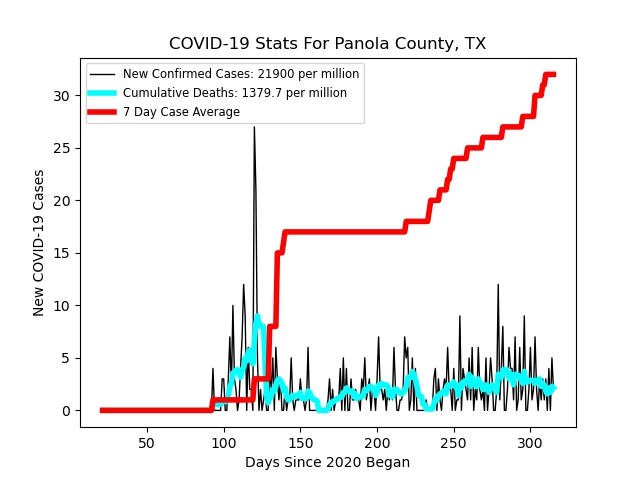 COVID-19 Stats For Panola County, TX
New Confirmed Cases: 21900 per million
Cumulative Deaths: 1379.7 per million
7 Day Case Average
New COVID-19 Cases
30
25
20
15
10
5
0
50
100
150
200
250
300
Days Since 2020 Began